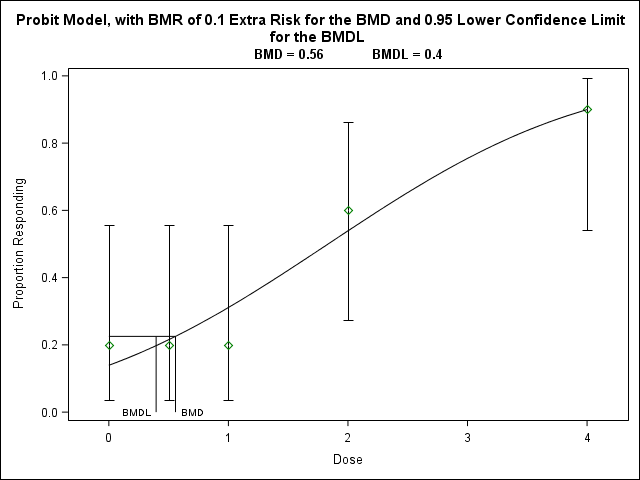 Probit Model, with BMR of 0.1 Extra Risk for the BMD and 0.95 Lower Confidence Limit
for the BMDL
BMD = 0.56 BMDL = 0.4
1.0
0.8
0.6
0.4
0.2
0.0
Proportion Responding
BMDL BMD
0 1 2 3 4
Dose